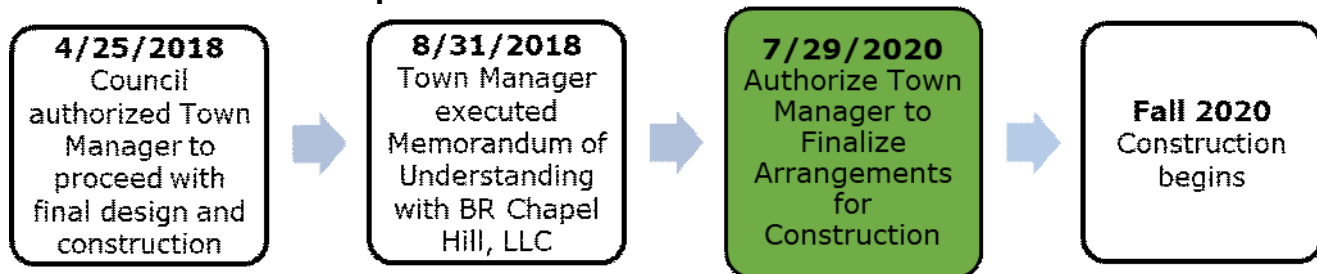 4/25/2018
Council
authorized Town
Manager to
proceed with
final design and
construction
8/31/2018
Town Manager
executed
Memorandum of
Understanding
with BR Chapel
Hill, LLC
7/29/2020
Authorize Town
Manager to
Finalize
Arrangements
for
Construction
Fall 2020
Construction
begins